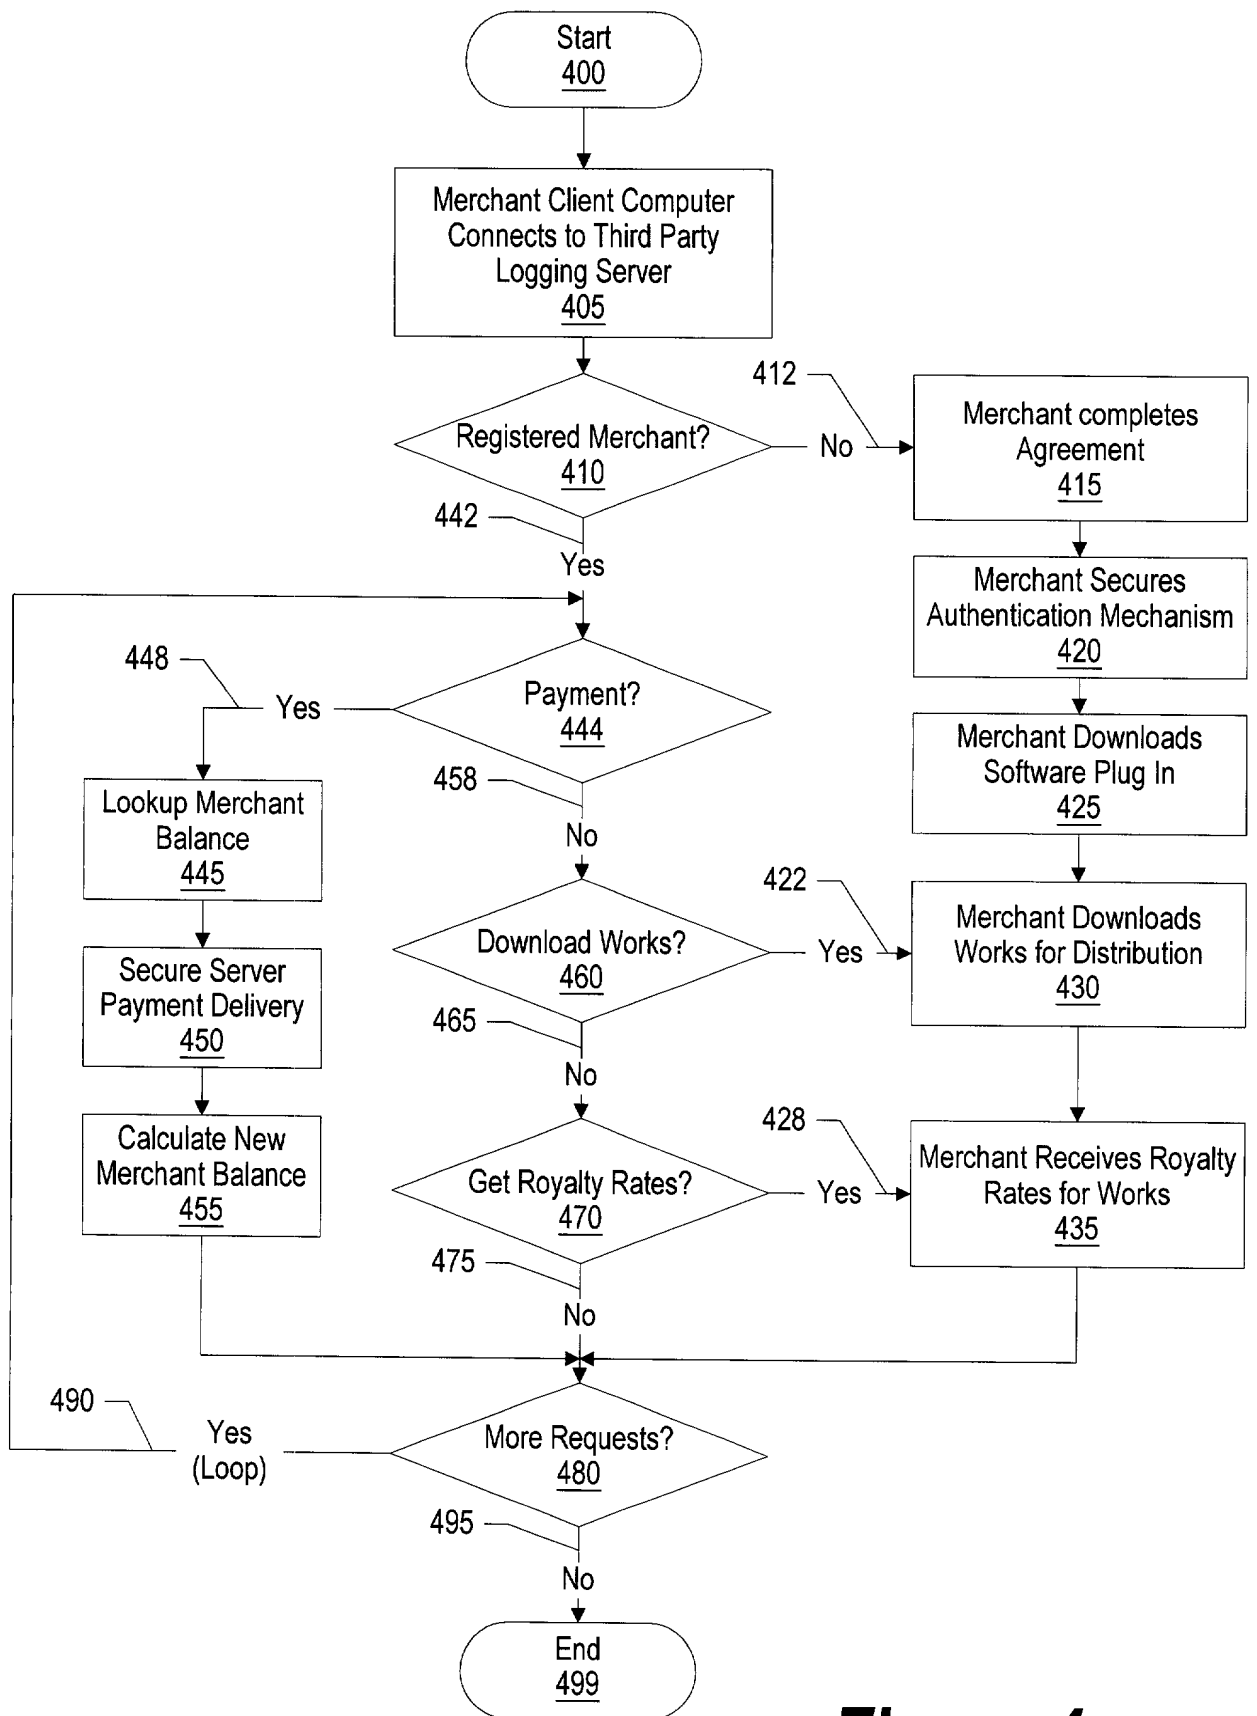 Start
400
Merchant Client Computer
Connects to Third Party
Logging Server
405
412
Registered Merchant?
410
No
Merchant completes
Agreement
415
442
Yes
Merchant Secures
Authentication Mechanism
420
448
Yes
Payment?
444
Merchant Downloads
Software Plug In
425
458
No
Lookup Merchant
Balance
445
422
Download Works?
460
Yes
Merchant Downloads
Works for Distribution
430
Secure Server
Payment Delivery
450
465
No
428
Calculate New
Merchant Balance
455
Get Royalty Rates?
470
Yes
Merchant Receives Royalty
Rates for Works
435
475
No
490
Yes
(Loop)
More Requests?
480
495
No
End
499